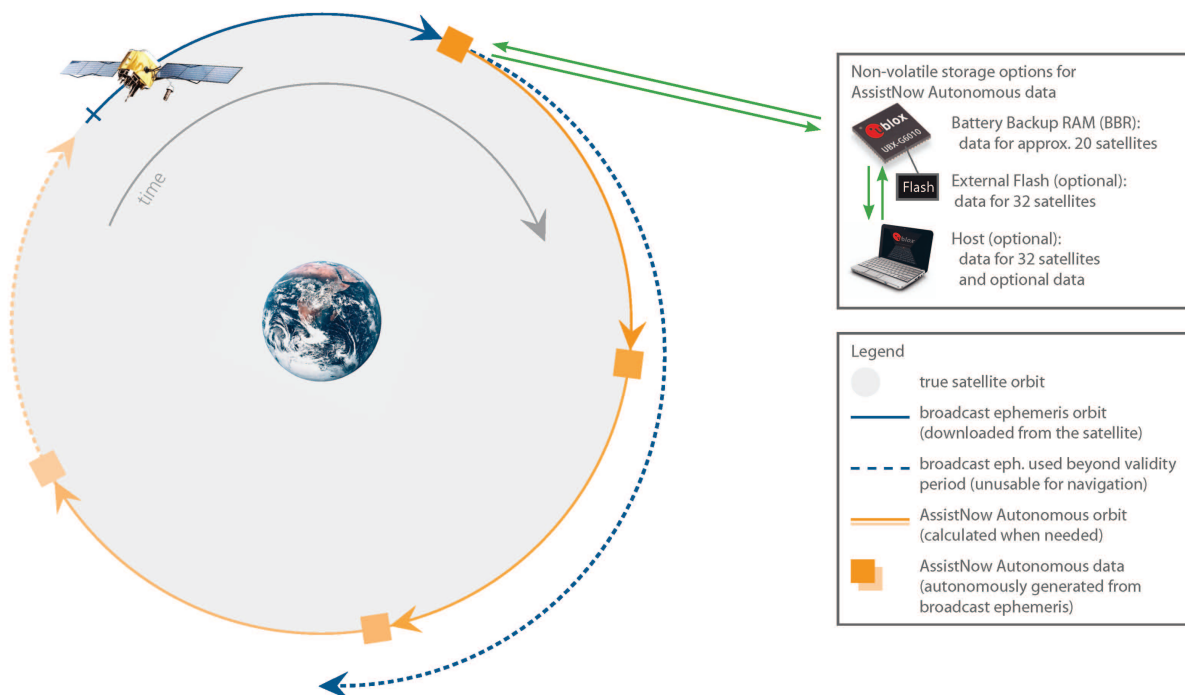 time
Non-volatile storage options for
AssistNow Autonomous data
blox
UBX-G6010
Battery Backup RAM (BBR):
data for approx. 20 satellites
Flash
External Flash (optional):
data for 32 satellites
blox
Host (optional):
data for 32 satellites
and optional data
Legend
true satellite orbit
broadcast ephemeris orbit
(downloaded from the satellite)
broadcast eph. used beyond validity
period (unusable for navigation)
AssistNow Autonomous orbit
(calculated when needed)
AssistNow Autonomous data
(autonomously generated from
broadcast ephemeris)